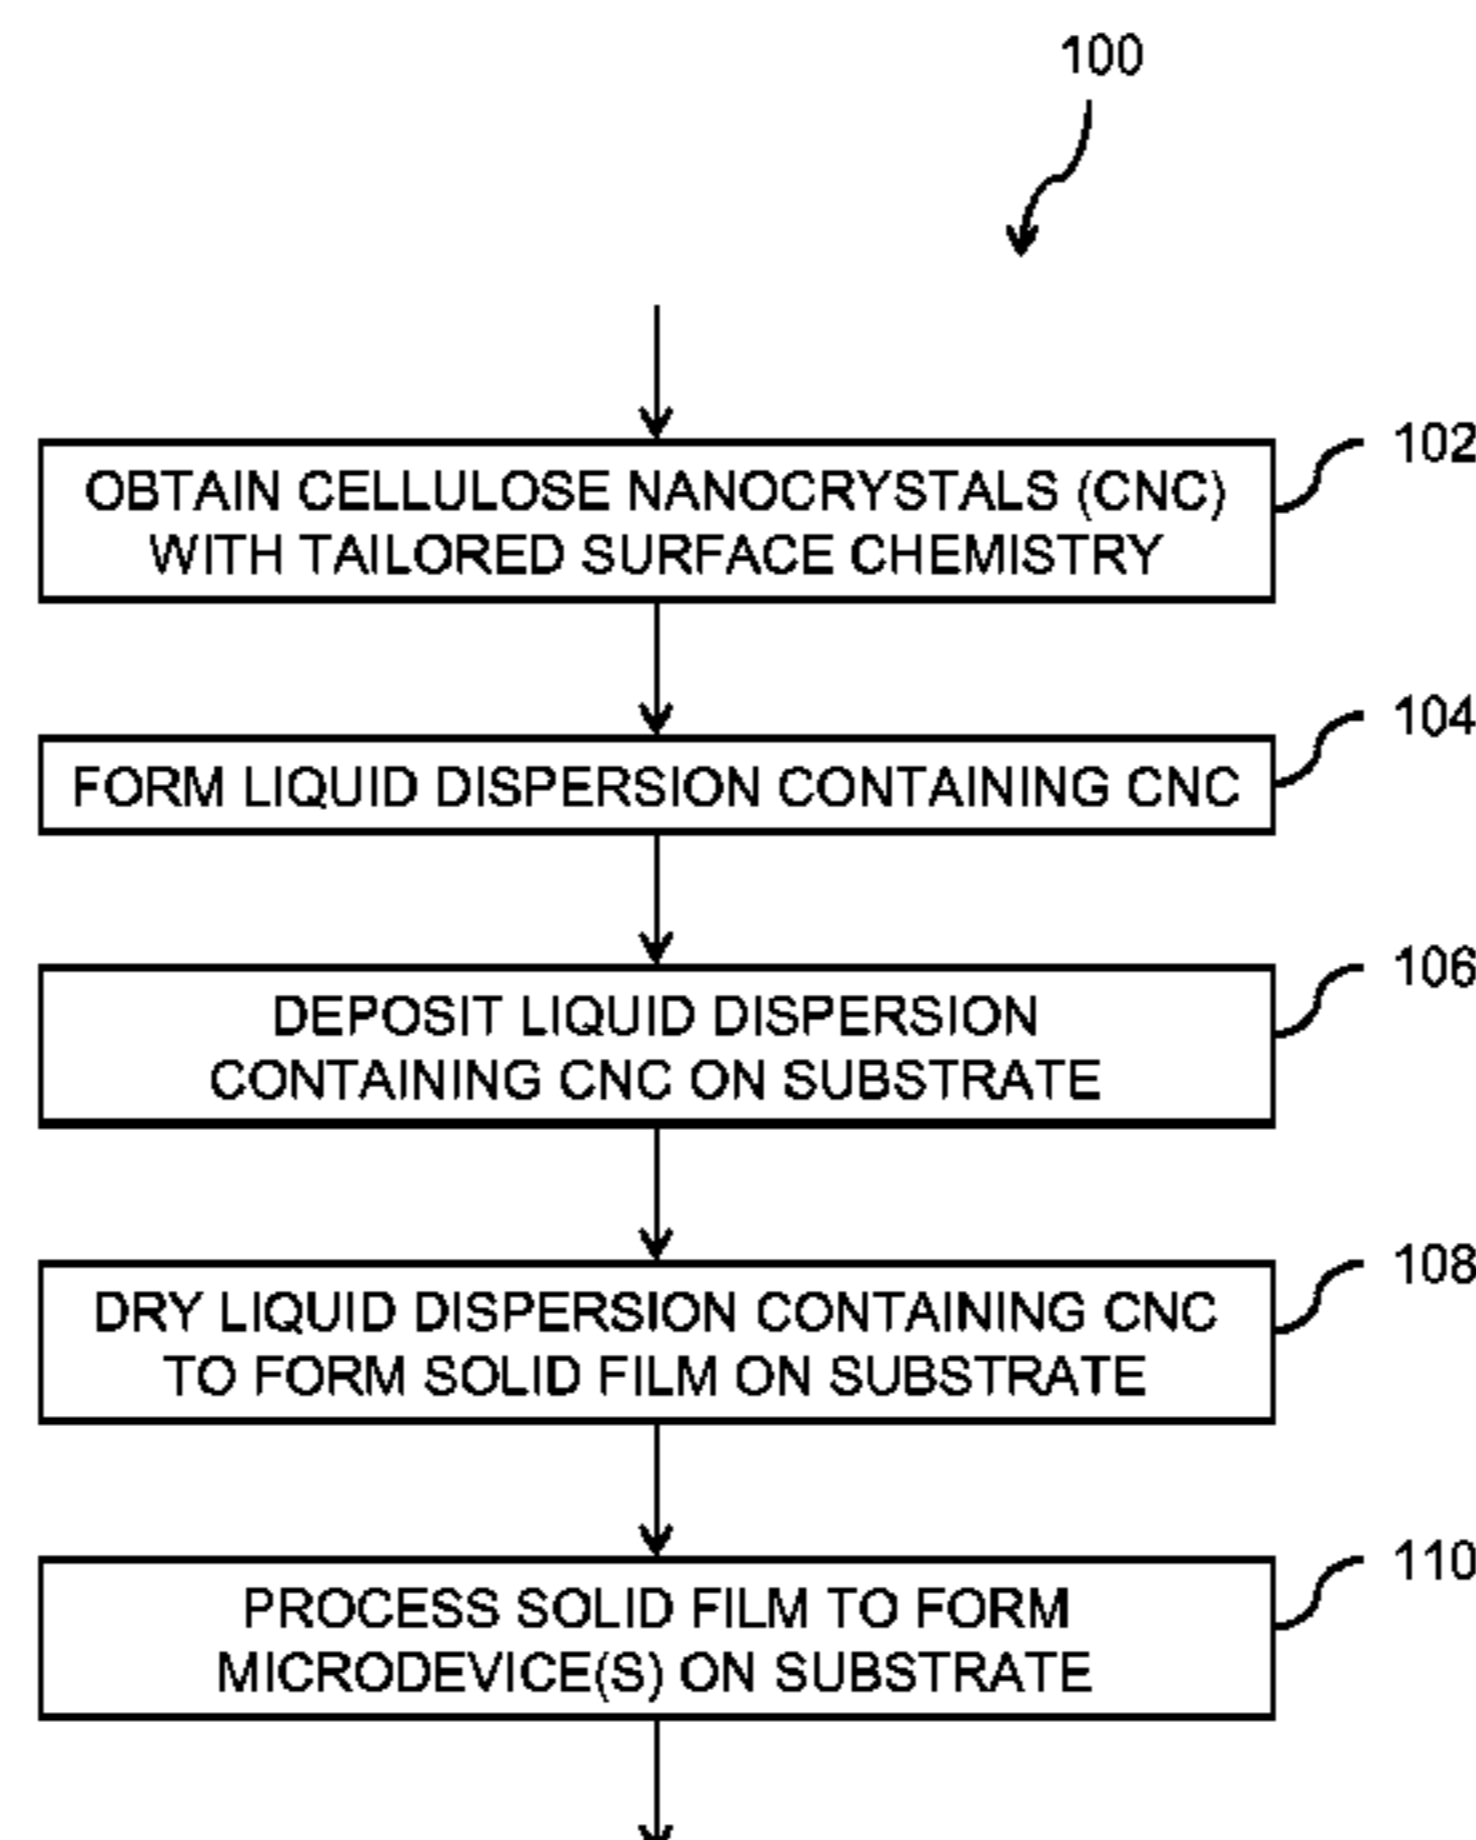 100
OBTAIN CELLULOSE NANOCRYSTALS (CNC)
WITH TAILORED SURFACE CHEMISTRY
102
FORM LIQUID DISPERSION CONTAINING CNC
104
DEPOSIT LIQUID DISPERSION
CONTAINING CNC ON SUBSTRATE
106
DRY LIQUID DISPERSION CONTAINING CNC
TO FORM SOLID FILM ON SUBSTRATE
108
PROCESS SOLID FILM TO FORM
MICRODEVICE(S) ON SUBSTRATE
110